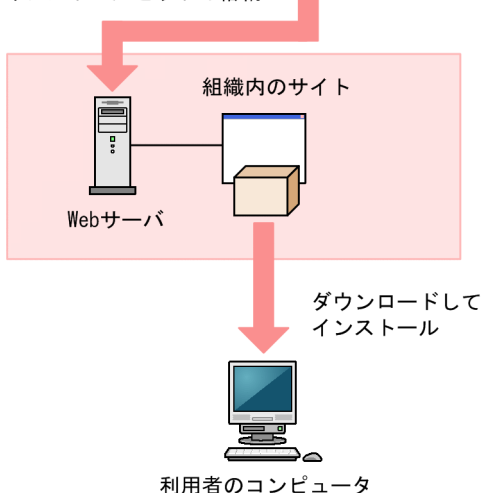 組織内のサイト
Webサーバ
ダウンロードして
インストール
利用者のコンピュータ